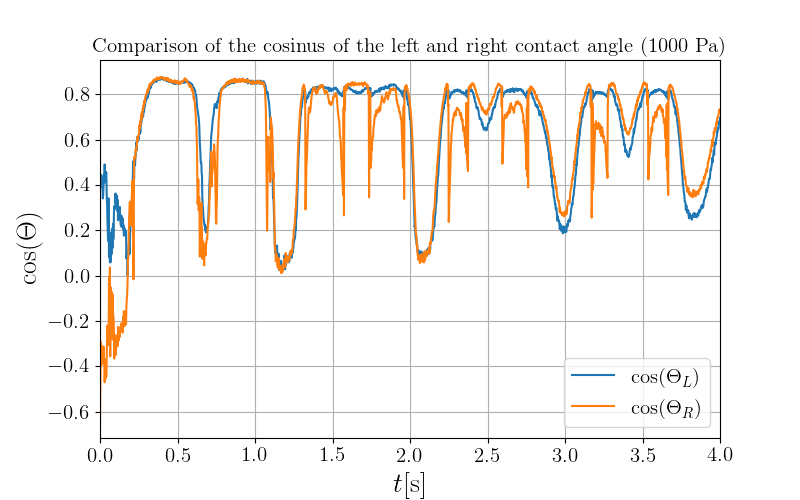 Comparison of the cosinus of the left and right contact angle (1000 Pa)
cos(Θ)
0.8
0.6
0.4
0.2
0.0
−0.2
−0.4
−0.6
cos(Θ_L)
cos(Θ_R)
0.0 0.5 1.0 1.5 2.0 2.5 3.0 3.5 4.0
t[s]